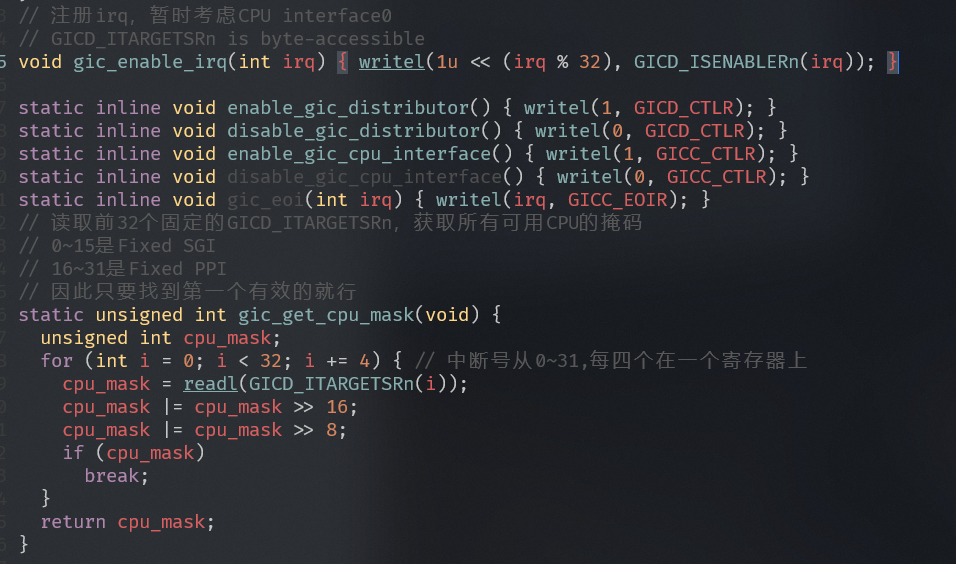 // 注册irq，暂时考虑CPU interface0
// GICD_ITARGETSRn is byte-accessible
void gic_enable_irq(int irq) { writel(1u << (irq % 32), GICD_ISENABLERn(irq)); }
static inline void enable_gic_distributor() { writel(1, GICD_CTLR); }
static inline void disable_gic_distributor() { writel(0, GICD_CTLR); }
static inline void enable_gic_cpu_interface() { writel(1, GICC_CTLR); }
static inline void disable_gic_cpu_interface() { writel(0, GICC_CTLR); }
static inline void gic_eoi(int irq) { writel(irq, GICC_EOIR); }
// 读取前32个固定的GICD_ITARGETSRn，获取所有可用CPU的掩码
// 0~15是Fixed SGI
// 16~31是Fixed PPI
// 因此只要找到第一个有效的就行
static unsigned int gic_get_cpu_mask(void) {
unsigned int cpu_mask;
for (int i = 0; i < 32; i += 4) { // 中断号从0~31,每四个在一个寄存器上
cpu_mask = readl(GICD_ITARGETSRn(i));
cpu_mask |= cpu_mask >> 16;
cpu_mask |= cpu_mask >> 8;
if (cpu_mask)
break;
}
return cpu_mask;
}